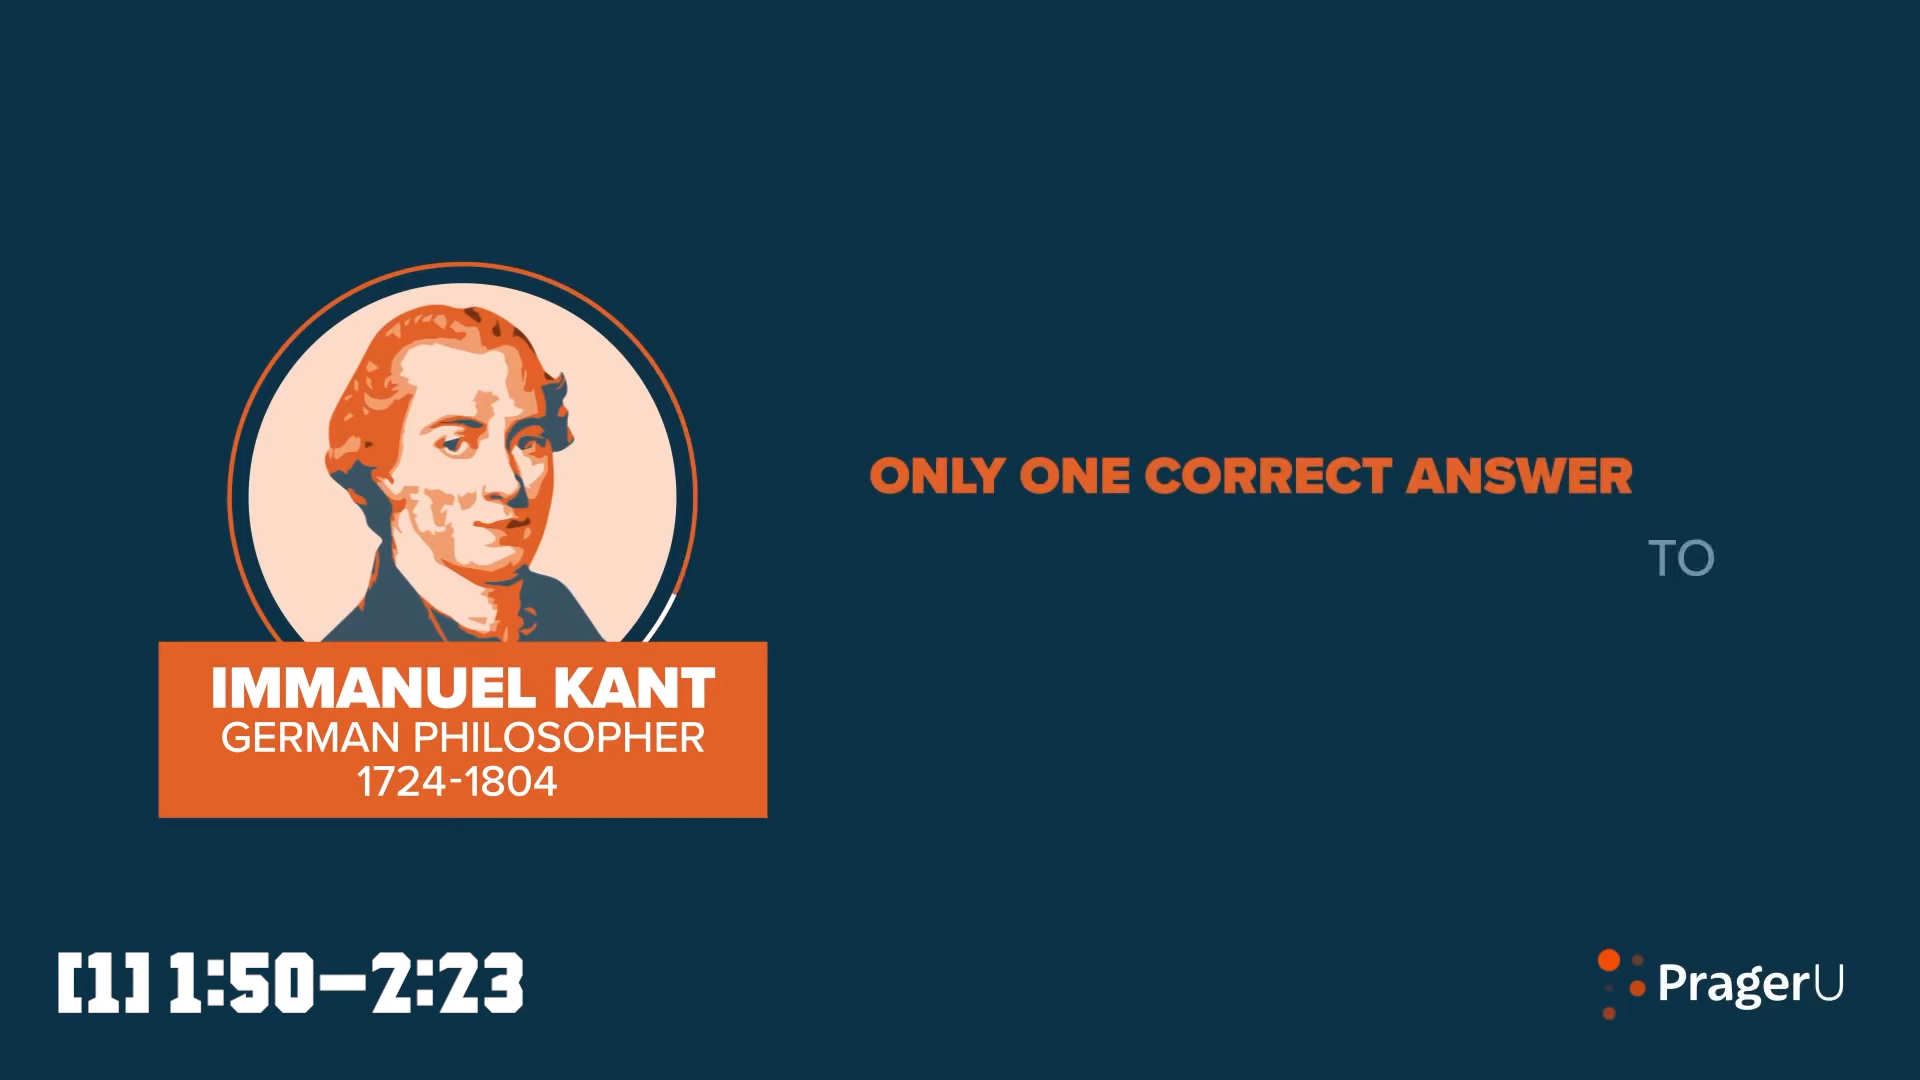 ONLY ONE CORRECT ANSWER
TO
IMMANUEL KANT
GERMAN PHILOSOPHER
1724-1804
[1] 1:50–2:23
PragerU